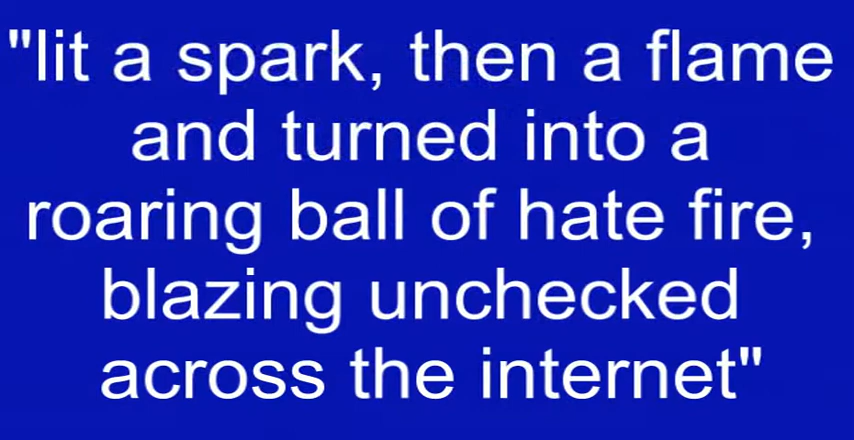 "lit a spark, then a flame
and turned into a
roaring ball of hate fire,
blazing unchecked
across the internet"